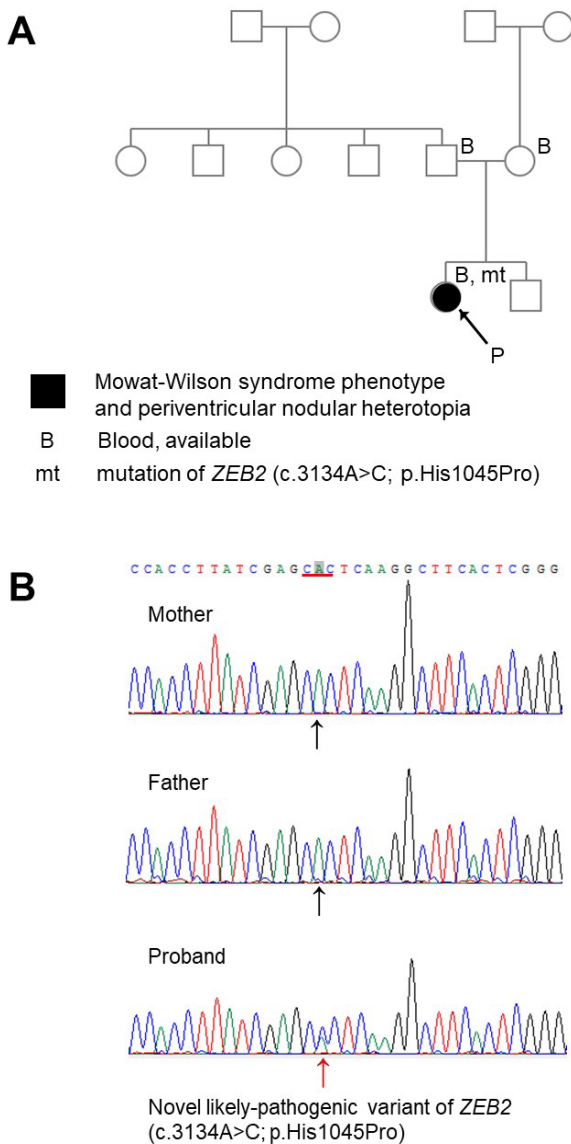 A
B
B
B, mt
P
Mowat-Wilson syndrome phenotype
and periventricular nodular heterotopia
B Blood, available
mt mutation of ZEB2 (c.3134A>C; p.His1045Pro)
B
CCACCTTATCGAGCACTCAAGGCTTCACTCGGG
Mother
Father
Proband
Novel likely-pathogenic variant of ZEB2
(c.3134A>C; p.His1045Pro)